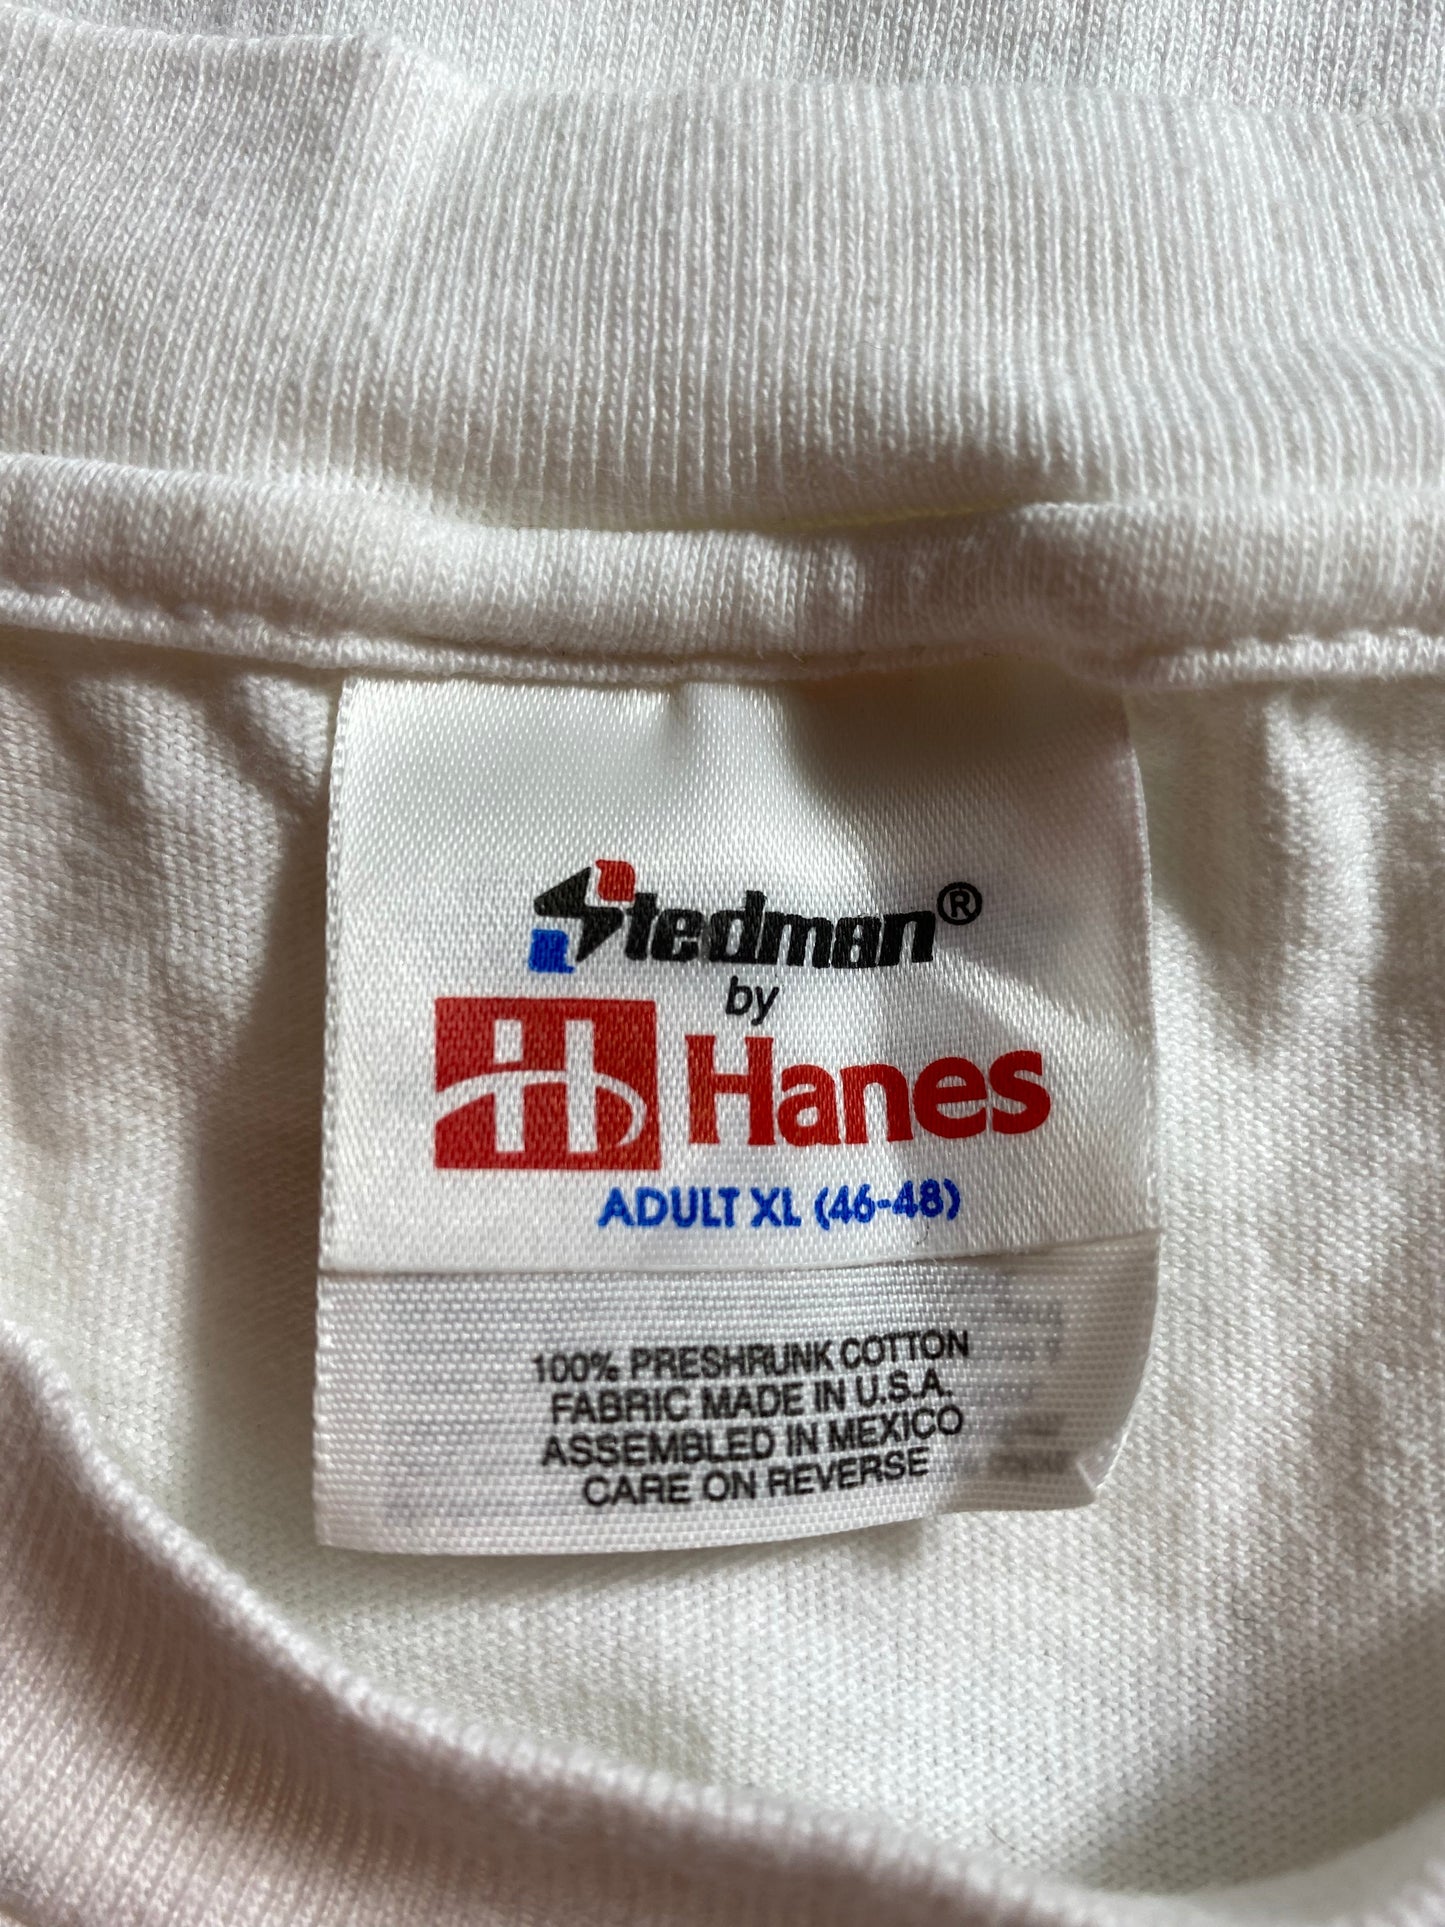 Stedman®
by
Hanes
ADULT XL (46-48)
100% PRESHRUNK COTTON
FABRIC MADE IN U.S.A.
ASSEMBLED IN MEXICO
CARE ON REVERSE